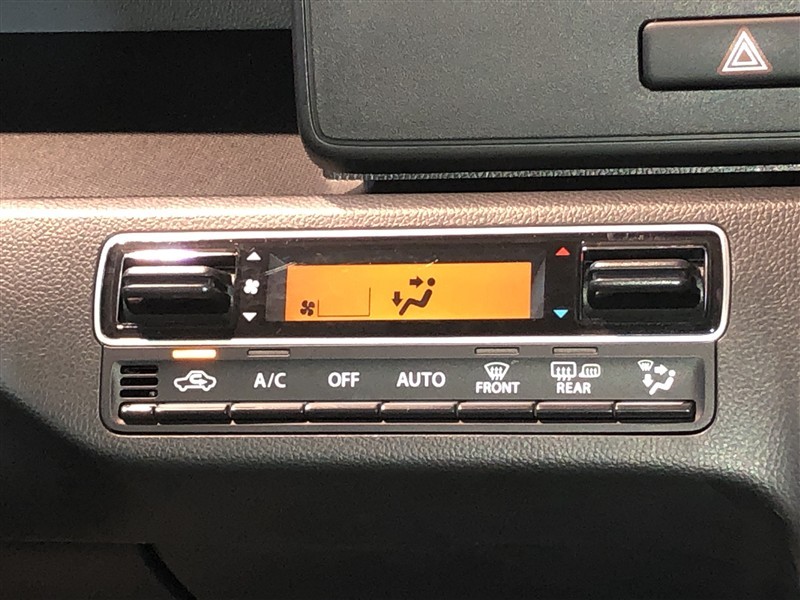 A/C OFF AUTO FRONT REAR